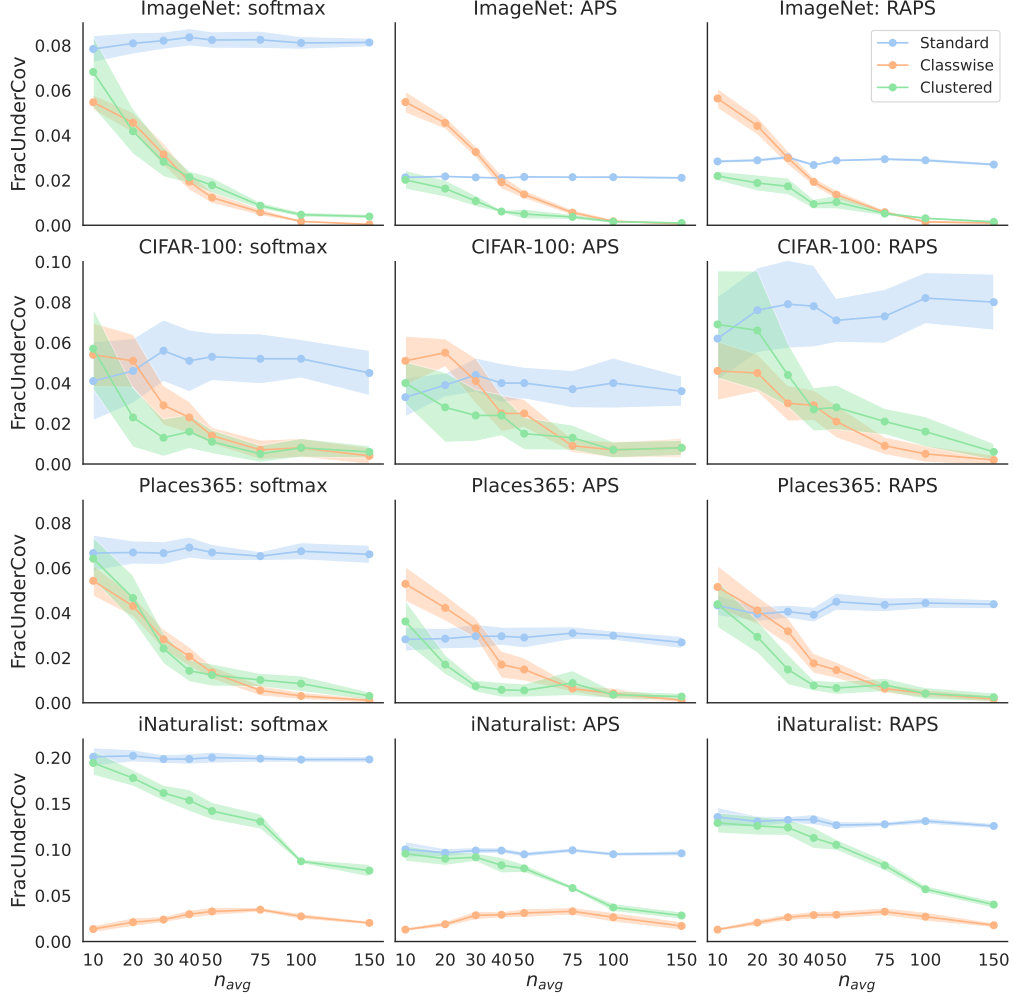 ImageNet: softmax
ImageNet: APS
ImageNet: RAPS
FracUnderCov
0.08
0.06
0.04
0.02
0.00
Standard
Classwise
Clustered
CIFAR-100: softmax
CIFAR-100: APS
CIFAR-100: RAPS
FracUnderCov
0.10
0.08
0.06
0.04
0.02
0.00
Places365: softmax
Places365: APS
Places365: RAPS
FracUnderCov
0.08
0.06
0.04
0.02
0.00
iNaturalist: softmax
iNaturalist: APS
iNaturalist: RAPS
FracUnderCov
0.20
0.15
0.10
0.05
0.00
10 20 30 40 50 75 100 150
10 20 30 40 50 75 100 150
10 20 30 40 50 75 100 150
n_avg
n_avg
n_avg